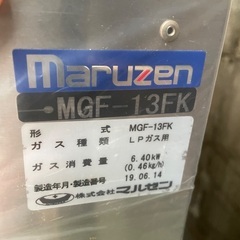 maruzen
MGF-13FK
形式 MGF-13FK
ガス種類 LPガス用
ガス消費量 6.40kW
(0.46kg/h)
製造年月・製造番号 19.06.14
株式会社マルゼン